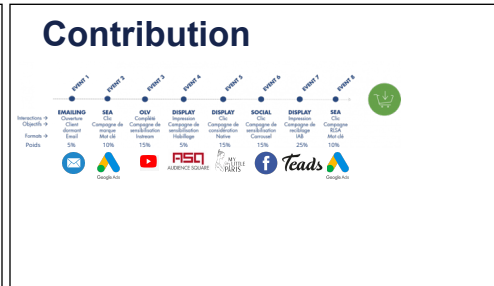 Contribution
EVENT 1 EVENT 2 EVENT 3 EVENT 4 EVENT 5 EVENT 6 EVENT 7 EVENT 8
EMAILING SEA OLV DISPLAY DISPLAY SOCIAL DISPLAY SEA
Interactions → Ouverture Clic Complété Impression Clic Clic Impression Clic
Objectifs → Client dormant Campagne de marque Campagne de sensibilisation Campagne de sensibilisation Campagne de considération Campagne de sensibilisation Campagne de reciblage Campagne RLSA
Formats → Email Mot clé Instream Habillage Native Carrousel IAB Mot clé
Poids 5% 10% 15% 5% 15% 15% 25% 10%
Google Ads
ASQ
AUDIENCE SQUARE
MY LITTLE PARIS
f
Teads
Google Ads